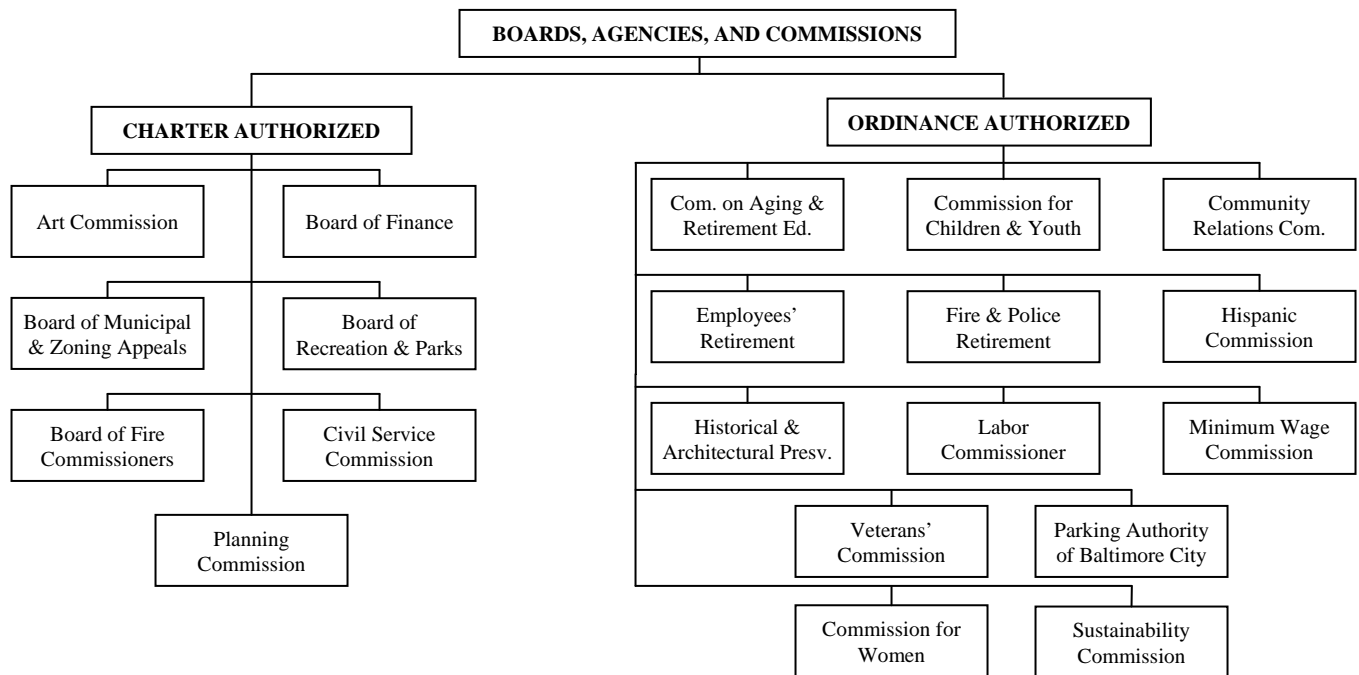 BOARDS, AGENCIES, AND COMMISSIONS
CHARTER AUTHORIZED
Art Commission
Board of Finance
Board of Municipal
& Zoning Appeals
Board of
Recreation & Parks
Board of Fire
Commissioners
Civil Service
Commission
Planning
Commission
ORDINANCE AUTHORIZED
Com. on Aging &
Retirement Ed.
Commission for
Children & Youth
Community
Relations Com.
Employees’
Retirement
Fire & Police
Retirement
Hispanic
Commission
Historical &
Architectural Presv.
Labor
Commissioner
Minimum Wage
Commission
Veterans’
Commission
Parking Authority
of Baltimore City
Commission for
Women
Sustainability
Commission